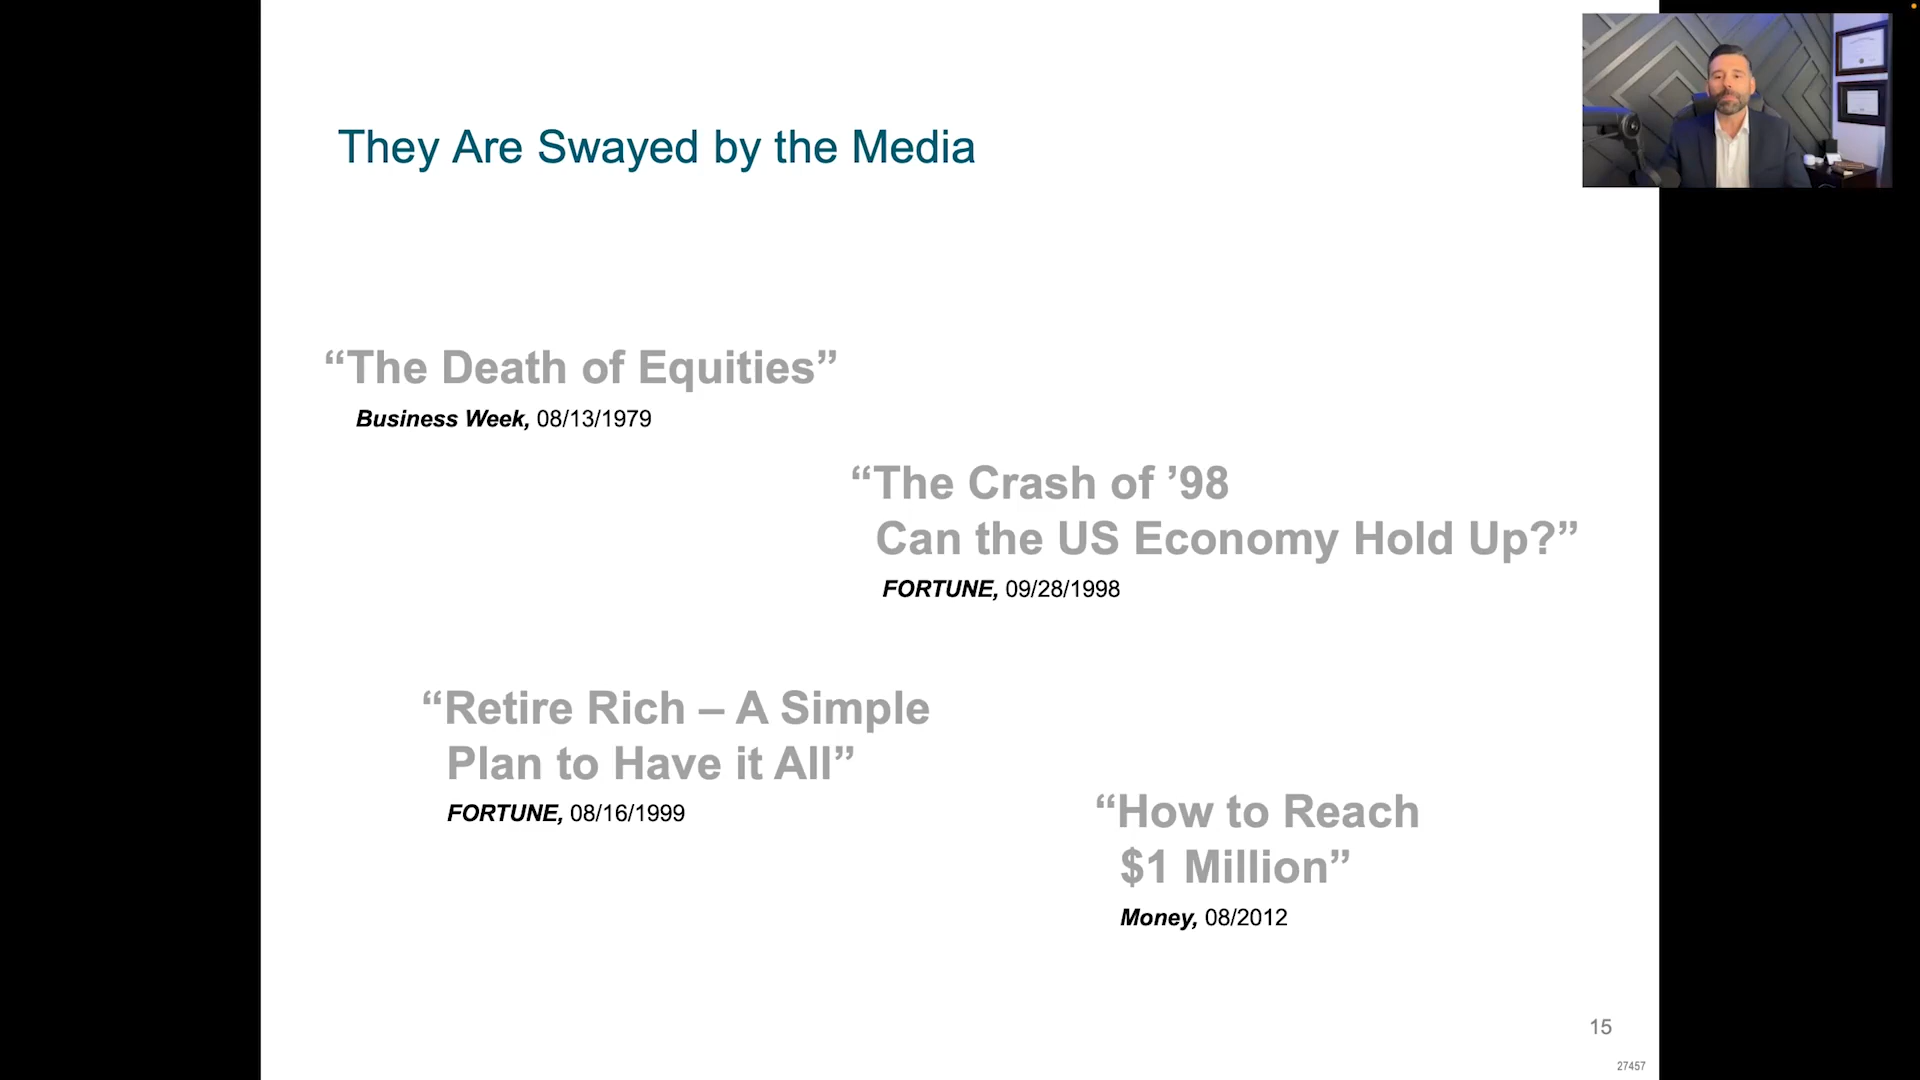 They Are Swayed by the Media
“The Death of Equities”
Business Week, 08/13/1979
“The Crash of ’98
Can the US Economy Hold Up?”
FORTUNE, 09/28/1998
“Retire Rich – A Simple
Plan to Have it All”
FORTUNE, 08/16/1999
“How to Reach
$1 Million”
Money, 08/2012
15
27457